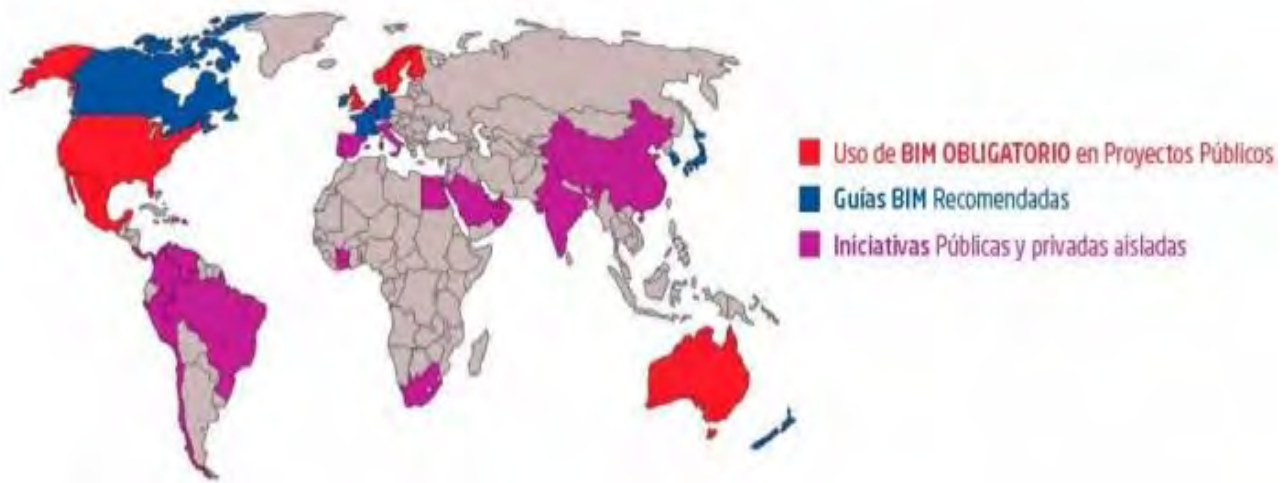 Uso de BIM OBLIGATORIO en Proyectos Públicos
Guías BIM Recomendadas
Iniciativas Públicas y privadas aisladas